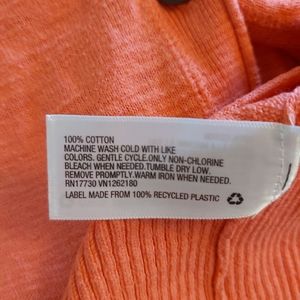 100% COTTON
MACHINE WASH COLD WITH LIKE
COLORS. GENTLE CYCLE.ONLY NON-CHLORINE
BLEACH WHEN NEEDED.TUMBLE DRY LOW.
REMOVE PROMPTLY.WARM IRON WHEN NEEDED.
RN17730 VN1262180
LABEL MADE FROM 100% RECYCLED PLASTIC